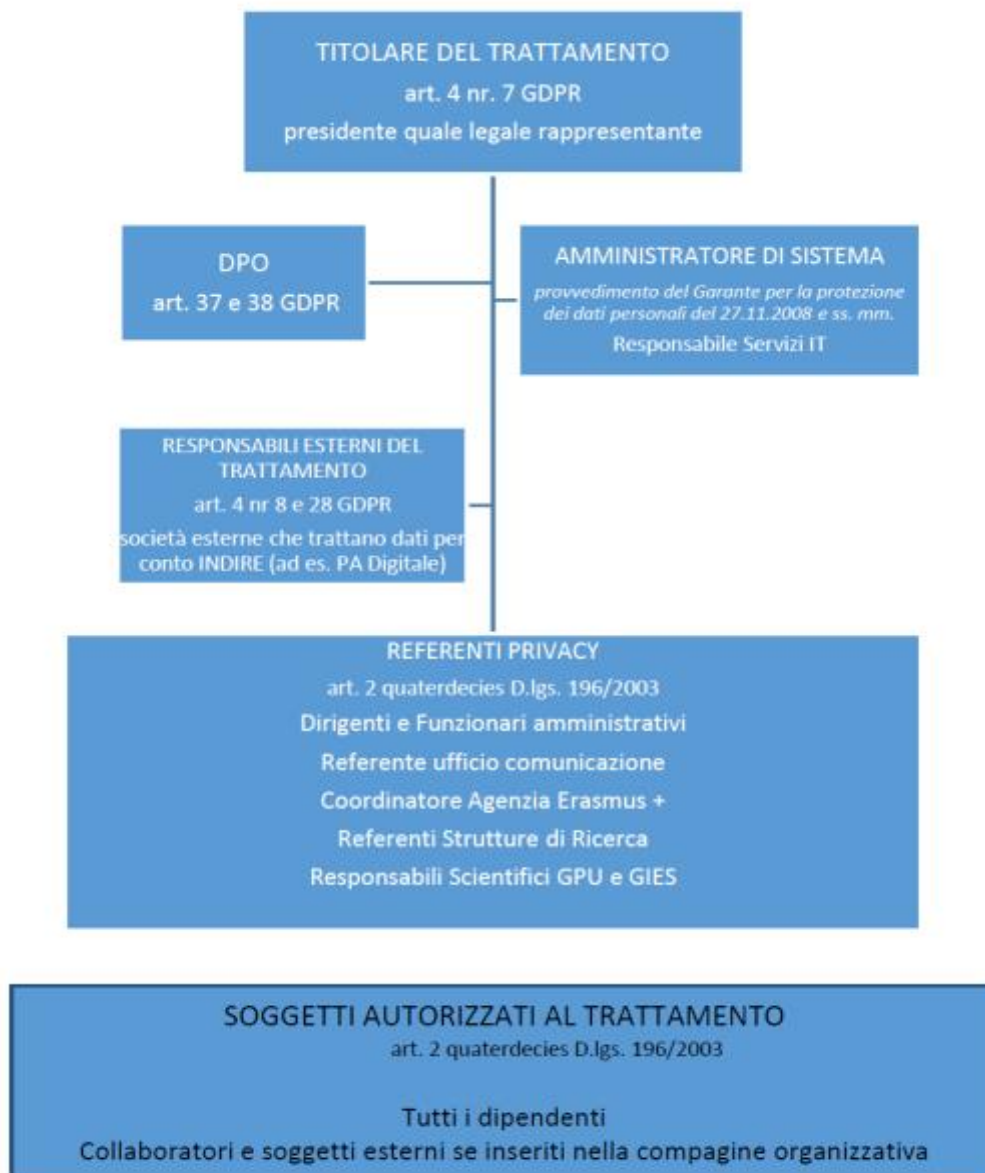 TITOLARE DEL TRATTAMENTO
art. 4 nr. 7 GDPR
presidente quale legale rappresentante
DPO
art. 37 e 38 GDPR
AMMINISTRATORE DI SISTEMA
provvedimento del Garante per la protezione
dei dati personali del 27.11.2008 e ss. mm.
Responsabile Servizi IT
RESPONSABILI ESTERNI DEL
TRATTAMENTO
art. 4 nr 8 e 28 GDPR
società esterne che trattano dati per
conto INDIRE (ad es. PA Digitale)
REFERENTI PRIVACY
art. 2 quaterdecies D.lgs. 196/2003
Dirigenti e Funzionari amministrativi
Referente ufficio comunicazione
Coordinatore Agenzia Erasmus +
Referenti Strutture di Ricerca
Responsabili Scientifici GPU e GIES
SOGGETTI AUTORIZZATI AL TRATTAMENTO
art. 2 quaterdecies D.lgs. 196/2003
Tutti i dipendenti
Collaboratori e soggetti esterni se inseriti nella compagine organizzativa